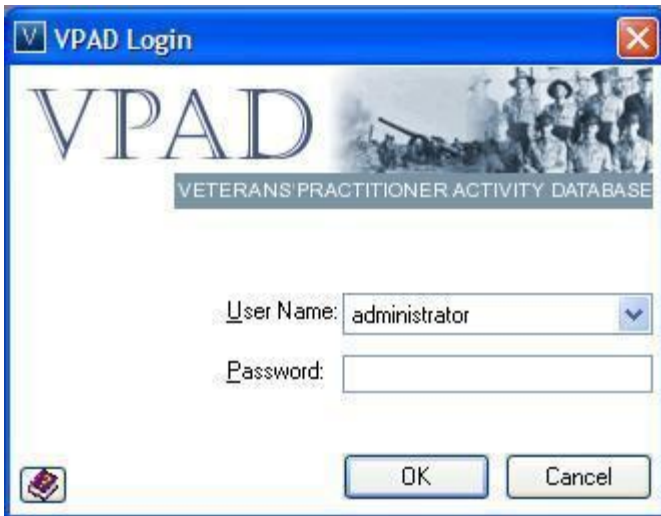 V VPAD Login
VPAD
VETERANS'PRACTITIONER ACTIVITY DATABASE
User Name: administrator
Password:
OK Cancel